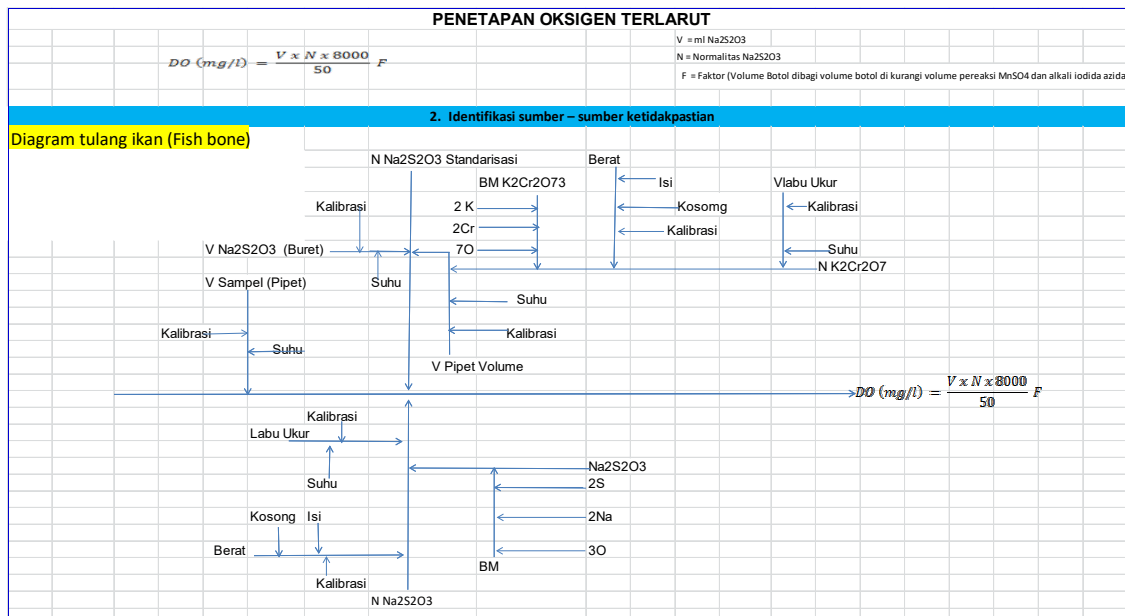 PENETAPAN OKSIGEN TERLARUT
V = ml Na2S2O3
DO (mg/l) = V x N x 8000 / 50 F
N = Normalitas Na2S2O3
F = Faktor (Volume Botol dibagi volume botol di kurangi volume pereaksi MnSO4 dan alkali iodida azida
2. Identifikasi sumber – sumber ketidakpastian
Diagram tulang ikan (Fish bone)
N Na2S2O3 Standarisasi
Berat
BM K2Cr2O73
Isi
Vlabu Ukur
Kalibrasi
2 K
Kosomg
Kalibrasi
2Cr
Kalibrasi
V Na2S2O3 (Buret)
7O
Suhu
N K2Cr2O7
V Sampel (Pipet)
Suhu
Suhu
Kalibrasi
Kalibrasi
Suhu
V Pipet Volume
DO (mg/l) = V x N x 8000 / 50 F
Kalibrasi
Labu Ukur
Na2S2O3
Suhu
2S
Kosong
Isi
2Na
Berat
3O
BM
Kalibrasi
N Na2S2O3